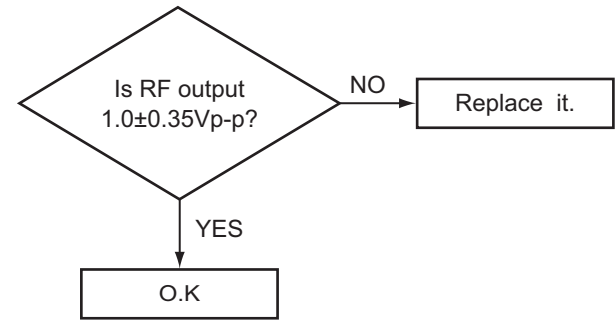 Is RF output
1.0±0.35Vp-p?
NO
Replace it.
YES
O.K